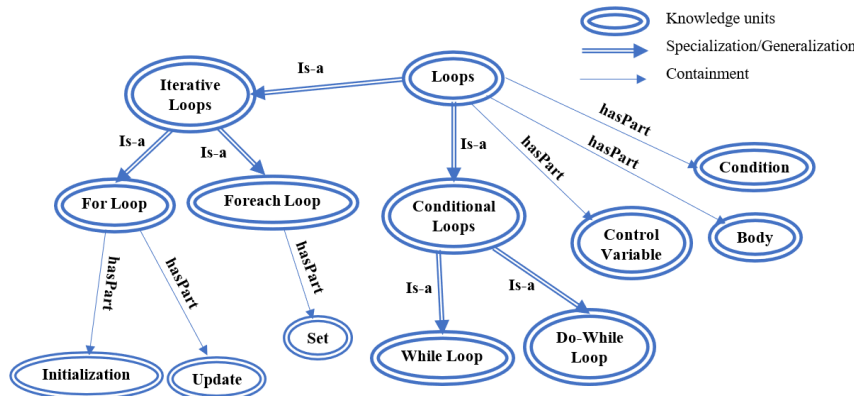 Knowledge units
Specialization/Generalization
Containment
Is-a
Loops
Iterative
Loops
hasPart
hasPart
Condition
Is-a
Is-a
Is-a
hasPart
For Loop
Foreach Loop
Conditional
Loops
Control
Variable
Body
hasPart
hasPart
hasPart
Is-a
Is-a
Set
While Loop
Do-While
Loop
Initialization
Update